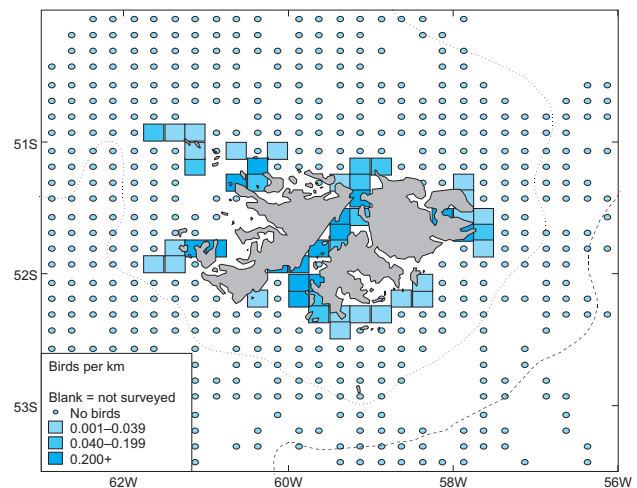 51S
52S
53S
Birds per km
Blank = not surveyed
No birds
0.001–0.039
0.040–0.199
0.200+
62W
60W
58W
56W